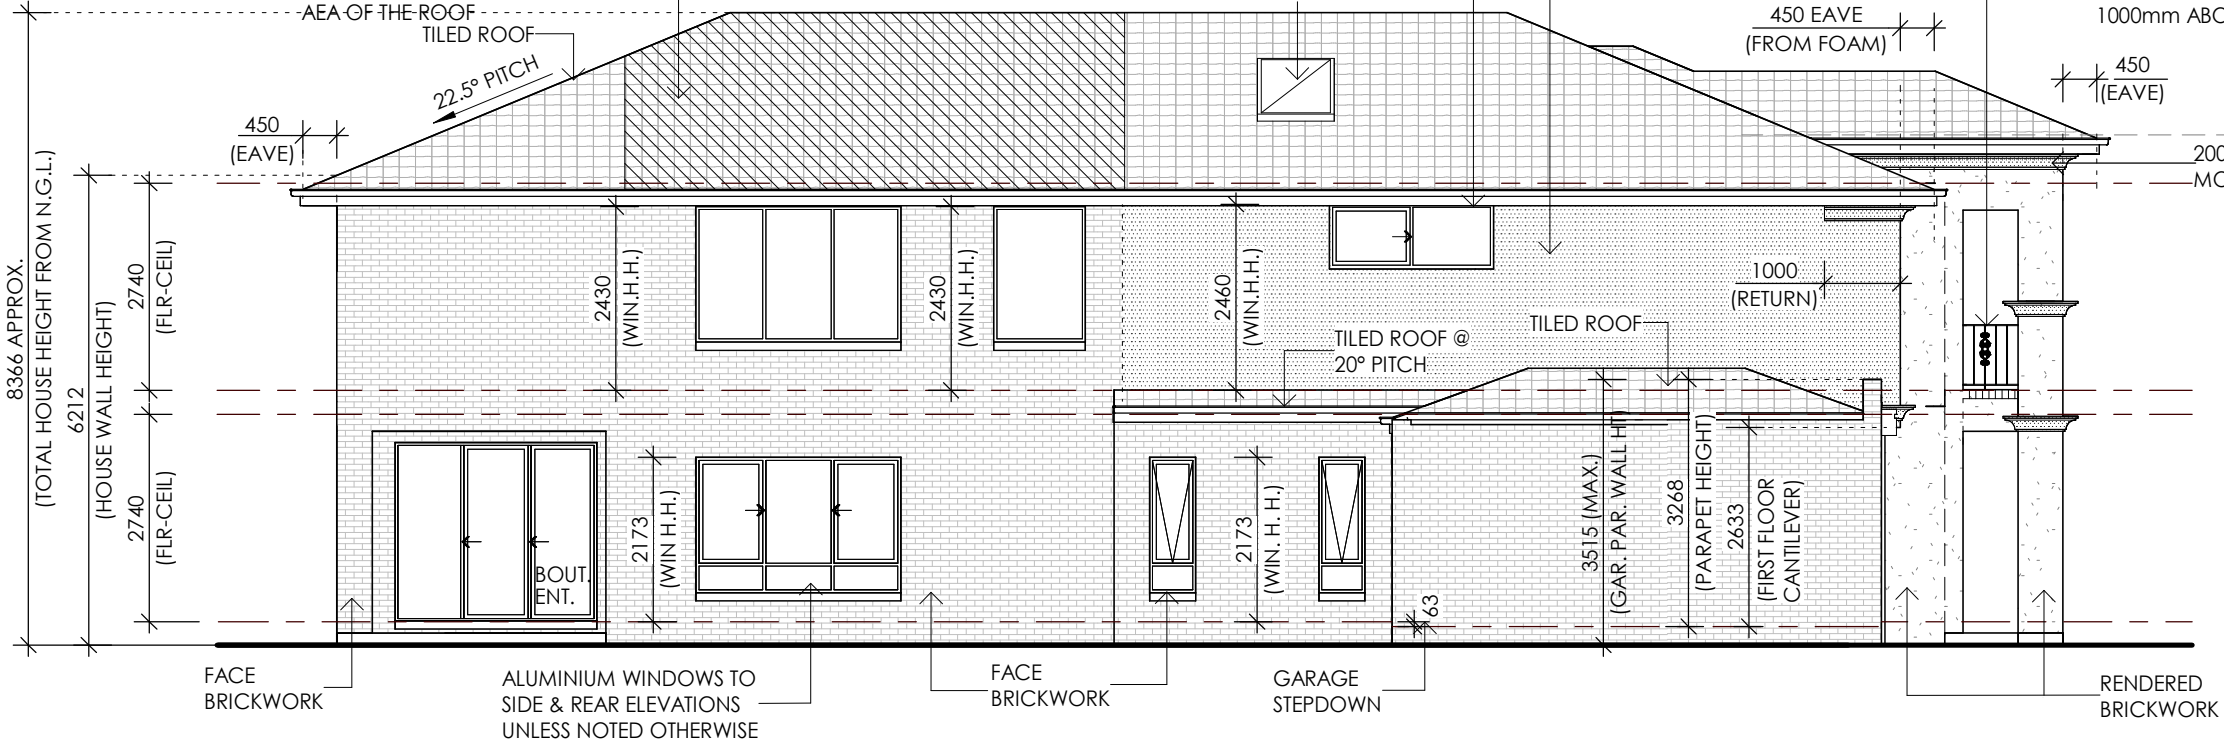 AEA OF THE ROOF
TILED ROOF
22.5° PITCH
450 EAVE
(FROM FOAM)
1000mm ABO
450
(EAVE)
450
(EAVE)
200
MO
8366 APPROX.
(TOTAL HOUSE HEIGHT FROM N.G.L.)
6212
(HOUSE WALL HEIGHT)
2740
(FLR-CEIL)
2740
(FLR-CEIL)
2430
(WIN.H.H.)
2430
(WIN.H.H.)
2460
(WIN.H.H.)
1000
(RETURN)
TILED ROOF @
20° PITCH
TILED ROOF
BOUT.
ENT.
2173
(WIN H.H.)
2173
(WIN. H. H.)
63
3515 (MAX.)
(GAR. PAR. WALL HT)
3268
(PARAPET HEIGHT)
2633
(FIRST FLOOR
CANTILEVER)
FACE
BRICKWORK
ALUMINIUM WINDOWS TO
SIDE & REAR ELEVATIONS
UNLESS NOTED OTHERWISE
FACE
BRICKWORK
GARAGE
STEPDOWN
RENDERED
BRICKWORK